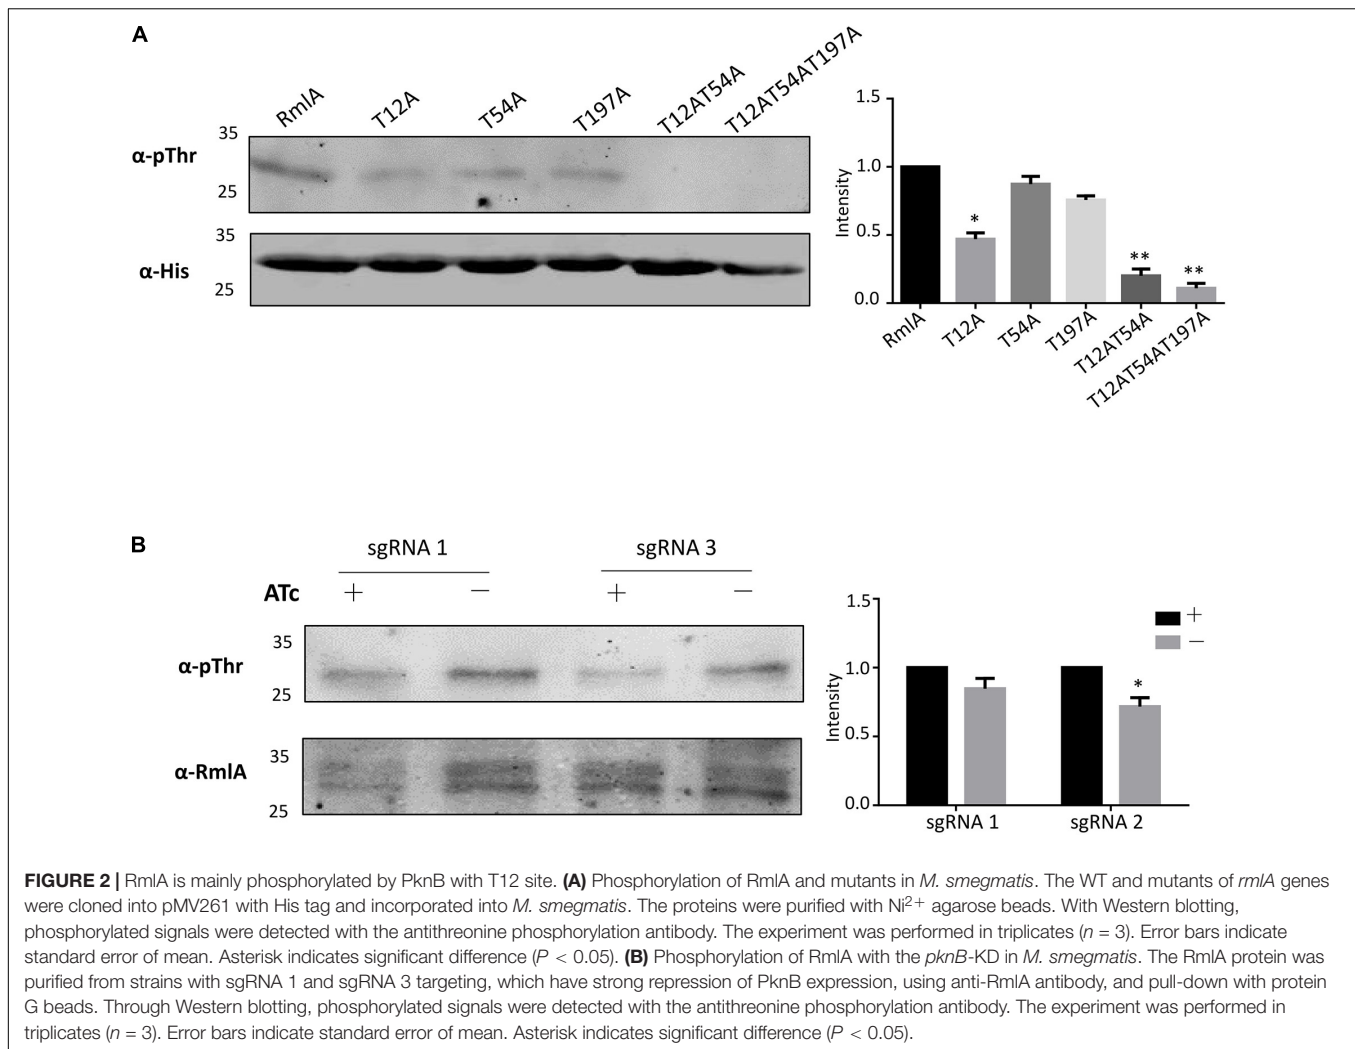 A
RmlA T12A T54A T197A T12AT54A T12AT54AT197A
α-pThr
35
25
α-His
35
25
1.5
1.0
0.5
0.0
Intensity
*
**
**
RmlA T12A T54A T197A T12AT54A T12AT54AT197A
B
sgRNA 1 sgRNA 3
ATc + − + −
α-pThr
35
25
α-RmlA
35
25
1.5
1.0
0.5
0.0
Intensity
+
−
*
sgRNA 1 sgRNA 2
FIGURE 2 | RmlA is mainly phosphorylated by PknB with T12 site. (A) Phosphorylation of RmlA and mutants in M. smegmatis. The WT and mutants of rmlA genes
were cloned into pMV261 with His tag and incorporated into M. smegmatis. The proteins were purified with Ni2+ agarose beads. With Western blotting,
phosphorylated signals were detected with the antithreonine phosphorylation antibody. The experiment was performed in triplicates (n = 3). Error bars indicate
standard error of mean. Asterisk indicates significant difference (P < 0.05). (B) Phosphorylation of RmlA with the pknB-KD in M. smegmatis. The RmlA protein was
purified from strains with sgRNA 1 and sgRNA 3 targeting, which have strong repression of PknB expression, using anti-RmlA antibody, and pull-down with protein
G beads. Through Western blotting, phosphorylated signals were detected with the antithreonine phosphorylation antibody. The experiment was performed in
triplicates (n = 3). Error bars indicate standard error of mean. Asterisk indicates significant difference (P < 0.05).